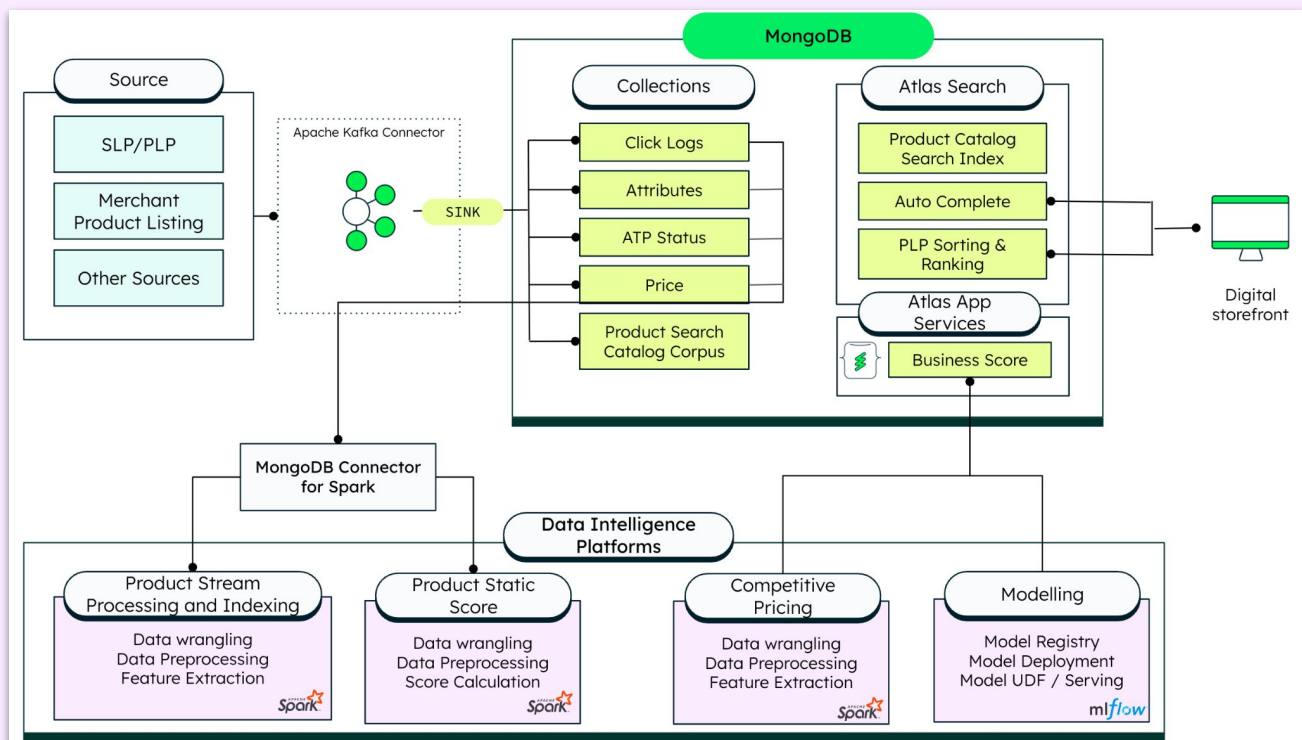 MongoDB
Source
SLP/PLP
Merchant
Product Listing
Other Sources
Apache Kafka Connector
SINK
Collections
Click Logs
Attributes
ATP Status
Price
Product Search
Catalog Corpus
Atlas Search
Product Catalog
Search Index
Auto Complete
PLP Sorting &
Ranking
Atlas App
Services
Business Score
Digital
storefront
MongoDB Connector
for Spark
Data Intelligence
Platforms
Product Stream
Processing and Indexing
Data wrangling
Data Preprocessing
Feature Extraction
APACHE
Spark
Product Static
Score
Data wrangling
Data Preprocessing
Score Calculation
APACHE
Spark
Competitive
Pricing
Data wrangling
Data Preprocessing
Feature Extraction
APACHE
Spark
Modelling
Model Registry
Model Deployment
Model UDF / Serving
mlflow